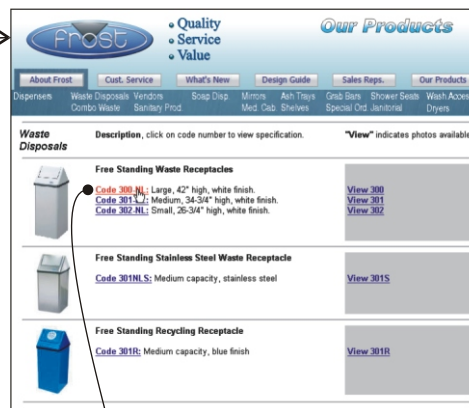 Frost
• Quality
• Service
• Value
Our Products
About Frost
Cust. Service
What's New
Design Guide
Sales Reps.
Our Products
Dispensers
Waste Disposals
Vendors
Soap Disp.
Mirrors
Ash Trays
Grab Bars
Shower Seats
Wash Acces
Combo Waste
Sanitary Prod.
Med. Cab.
Shelves
Special Ord.
Janitorial
Dryers
Waste
Disposals
Description, click on code number to view specification.
"View" indicates photos available
Free Standing Waste Receptacles
Code 300-NL: Large, 42" high, white finish.
View 300
Code 301-NL: Medium, 34-3/4" high, white finish.
View 301
Code 302-NL: Small, 26-3/4" high, white finish.
View 302
Free Standing Stainless Steel Waste Receptacle
Code 301NLS: Medium capacity, stainless steel
View 301S
Free Standing Recycling Receptacle
Code 301R: Medium capacity, blue finish
View 301R